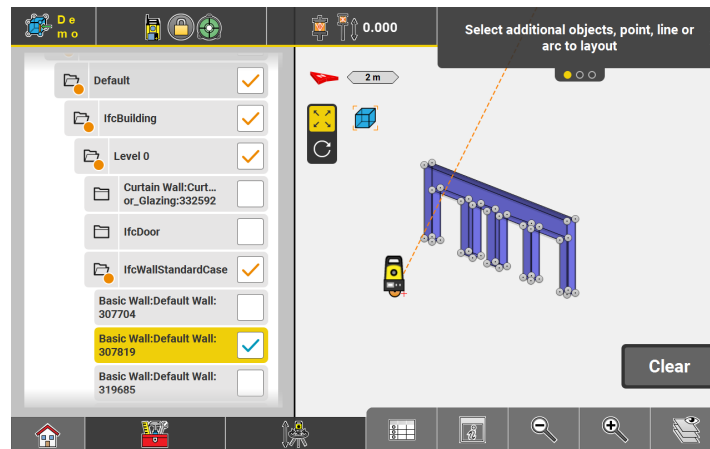 D e
m o
0.000
Select additional objects, point, line or
arc to layout
2 m
Default
IfcBuilding
Level 0
Curtain Wall:Curt...
or_Glazing:332592
IfcDoor
IfcWallStandardCase
Basic Wall:Default Wall:
307704
Basic Wall:Default Wall:
307819
Basic Wall:Default Wall:
319685
Clear